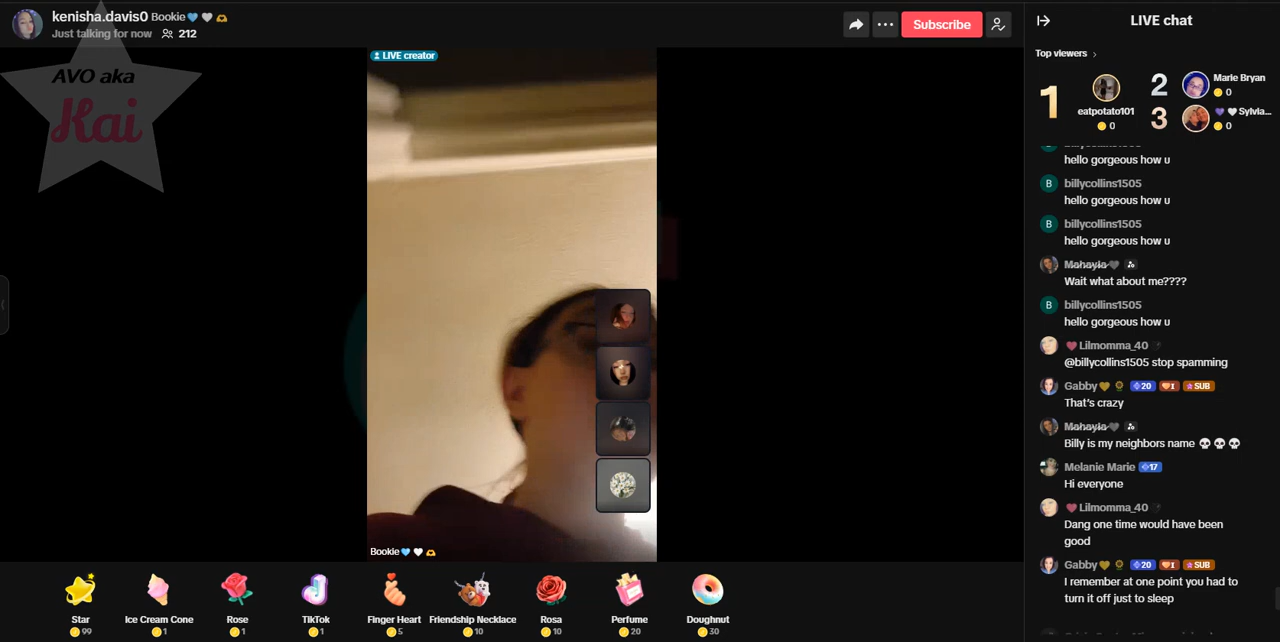 kenisha.davis0 Bookie💙🤍🫶
Just talking for now 212
Subscribe
LIVE chat
AVO aka
Kai
LIVE creator
Top viewers
1
eatpotato101
0
2
Marie Bryan
0
3
💜🤍Sylvia...
0
hello gorgeous how u
B
billycollins1505
hello gorgeous how u
B
billycollins1505
hello gorgeous how u
Mahayla🖤
Wait what about me????
B
billycollins1505
hello gorgeous how u
Lilmomma_40
@billycollins1505 stop spamming
Gabby 20 I SUB
That's crazy
Mahayla🖤
Billy is my neighbors name 💀💀💀
Melanie Marie 17
Hi everyone
Lilmomma_40
Dang one time would have been
good
Gabby 20 I SUB
I remember at one point you had to
turn it off just to sleep
Bookie💙🤍🫶
Star
99
Ice Cream Cone
1
Rose
1
TikTok
1
Finger Heart
5
Friendship Necklace
10
Rosa
10
Perfume
20
Doughnut
30